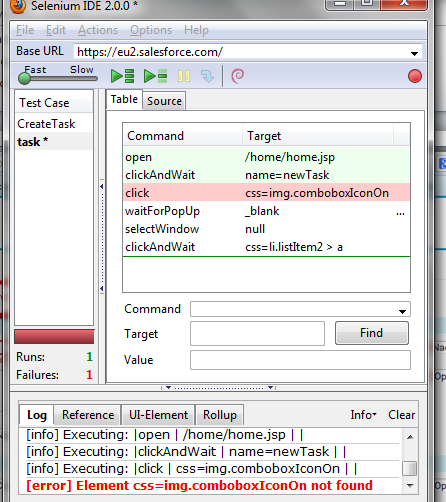 Selenium IDE 2.0.0 *
File Edit Actions Options Help
Base URL https://eu2.salesforce.com/
Fast Slow
Test Case
CreateTask
task *
Table Source
Command Target
open /home/home.jsp
clickAndWait name=newTask
click css=img.comboboxIconOn
waitForPopUp _blank ...
selectWindow null
clickAndWait css=li.listItem2 > a
Command
Target Find
Value
Runs: 1
Failures: 1
Log Reference UI-Element Rollup Info Clear
[info] Executing: |open | /home/home.jsp | |
[info] Executing: |clickAndWait | name=newTask | |
[info] Executing: |click | css=img.comboboxIconOn | |
[error] Element css=img.comboboxIconOn not found